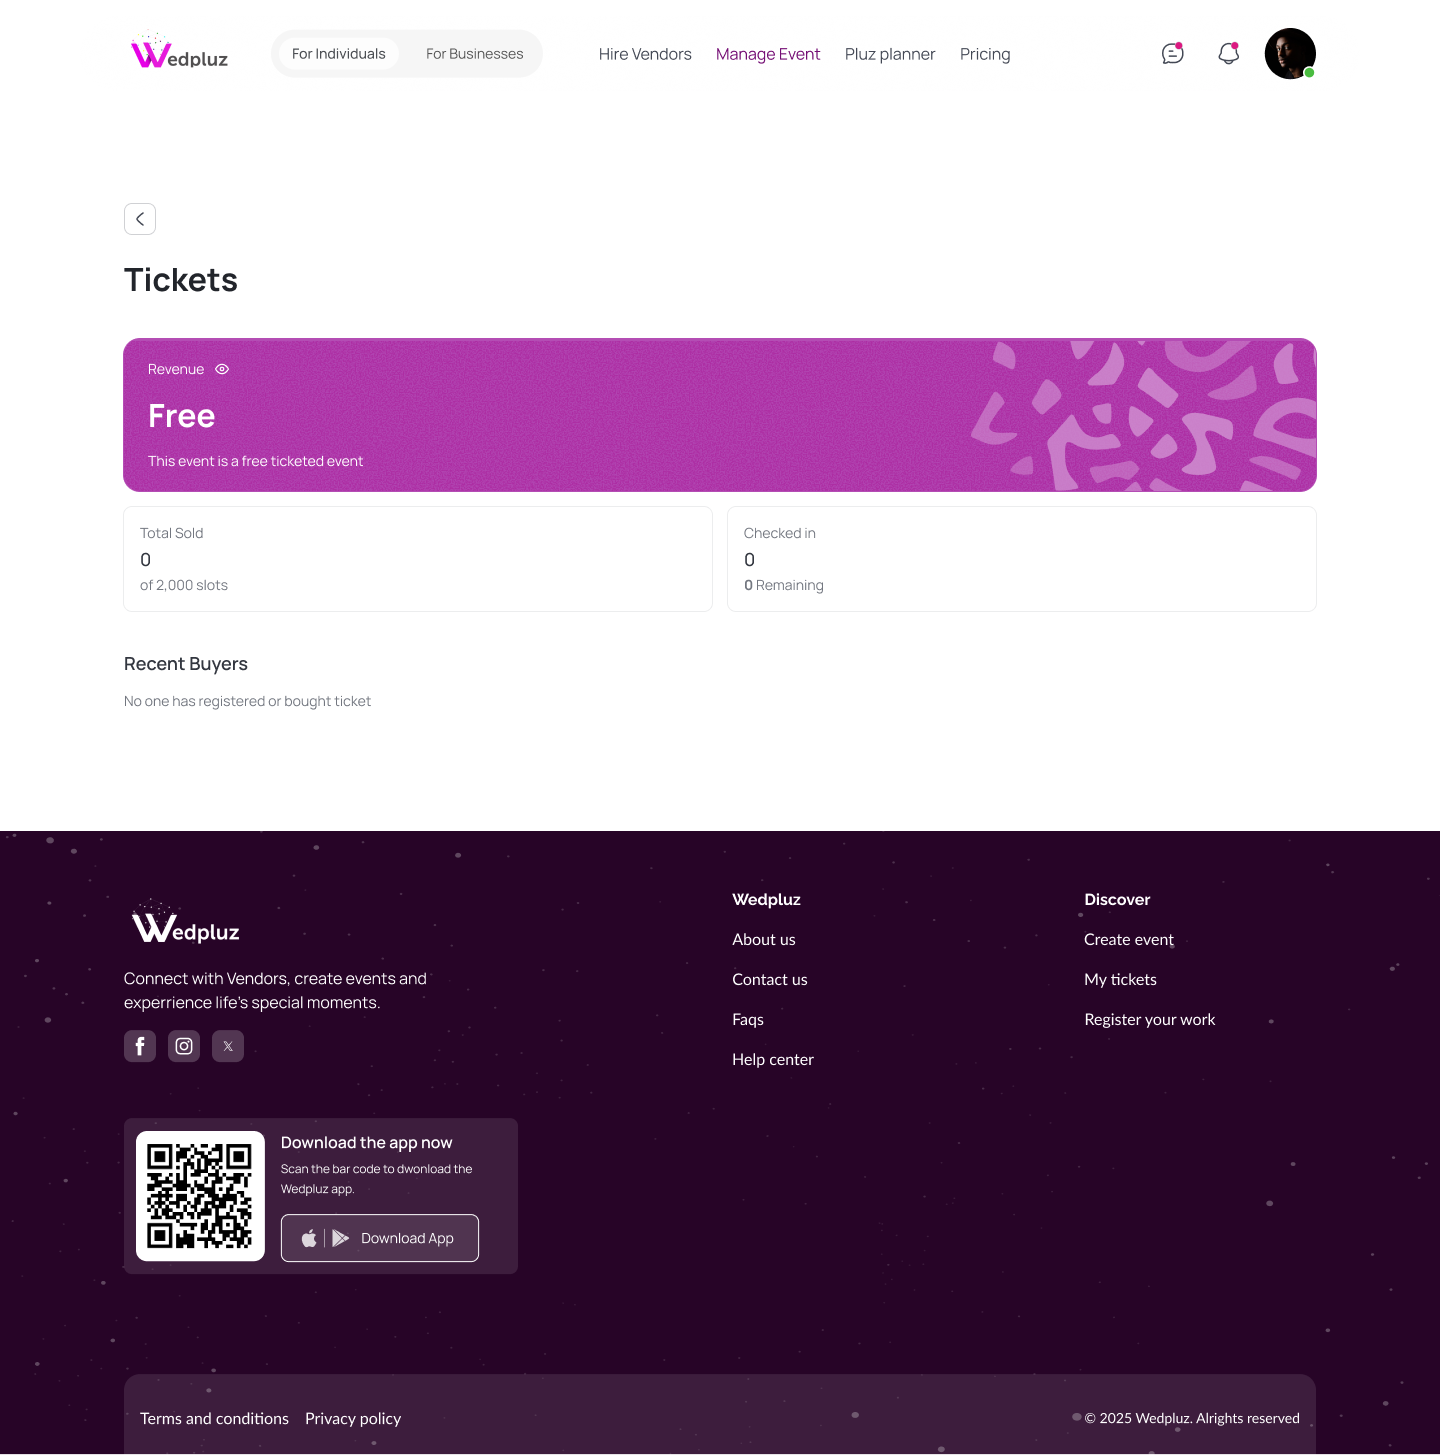 Wedpluz
For Individuals
For Businesses
Hire Vendors
Manage Event
Pluz planner
Pricing
Tickets
Revenue
Free
This event is a free ticketed event
Total Sold
0
of 2,000 slots
Checked in
0
0 Remaining
Recent Buyers
No one has registered or bought ticket
Wedpluz
Connect with Vendors, create events and
experrience life's special moments.
Wedpluz
About us
Contact us
Faqs
Help center
Discover
Create event
My tickets
Register your work
Download the app now
Scan the bar code to dwonload the
Wedpluz app.
Download App
Terms and conditions
Privacy policy
© 2025 Wedpluz. Alrights reserved